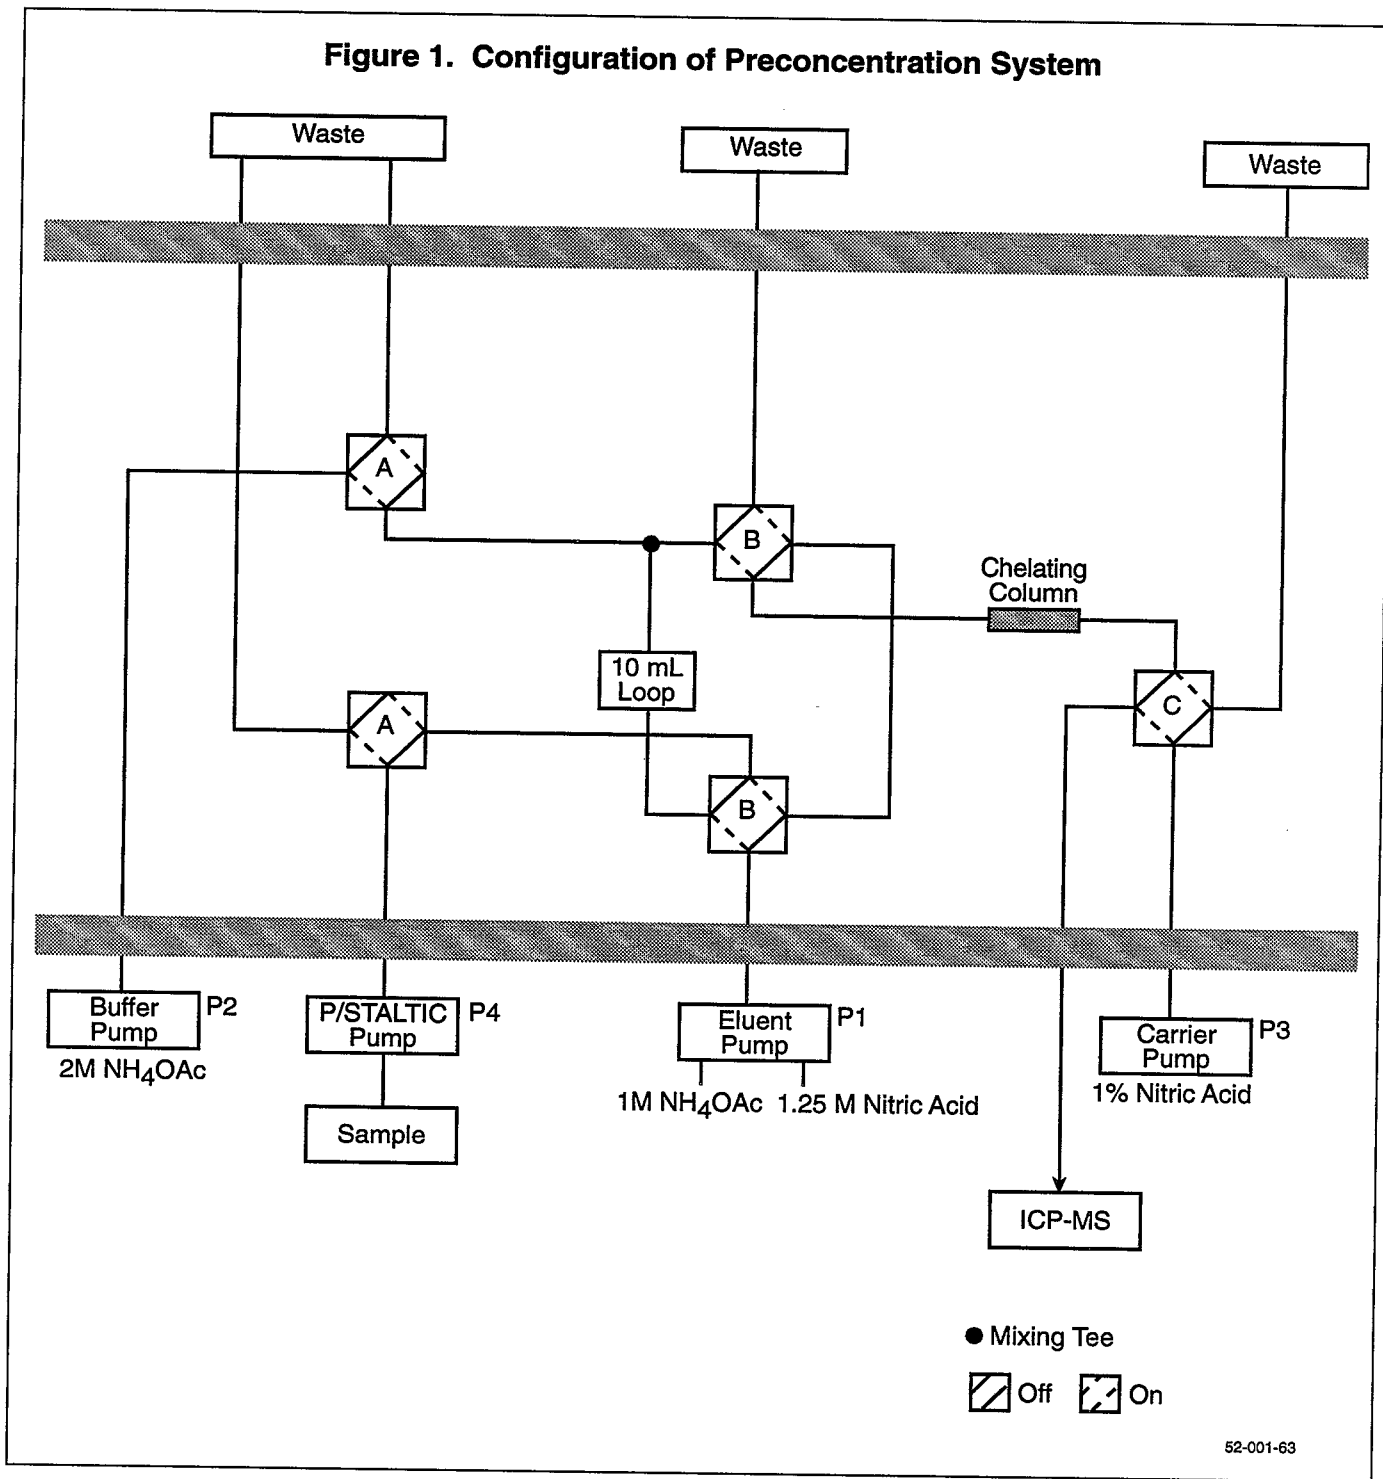 Figure 1. Configuration of Preconcentration System
Waste
Waste
Waste
A
B
Chelating
Column
10 mL
Loop
C
A
B
Buffer
Pump
P2
2M NH4OAc
P/STALTIC
Pump
P4
Sample
Eluent
Pump
P1
1M NH4OAc 1.25 M Nitric Acid
Carrier
Pump
P3
1% Nitric Acid
ICP-MS
Mixing Tee
Off
On
52-001-63